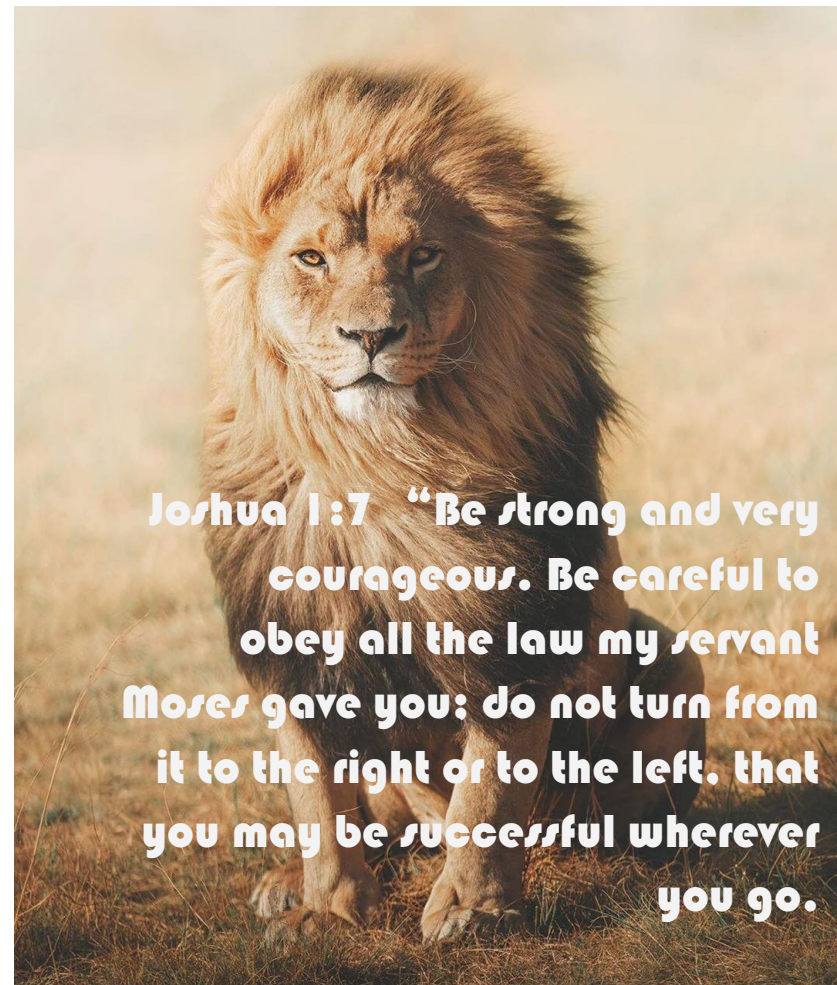 Joshua 1:7 “Be strong and very
courageous. Be careful to
obey all the law my servant
Moses gave you; do not turn from
it to the right or to the left, that
you may be successful wherever
you go.